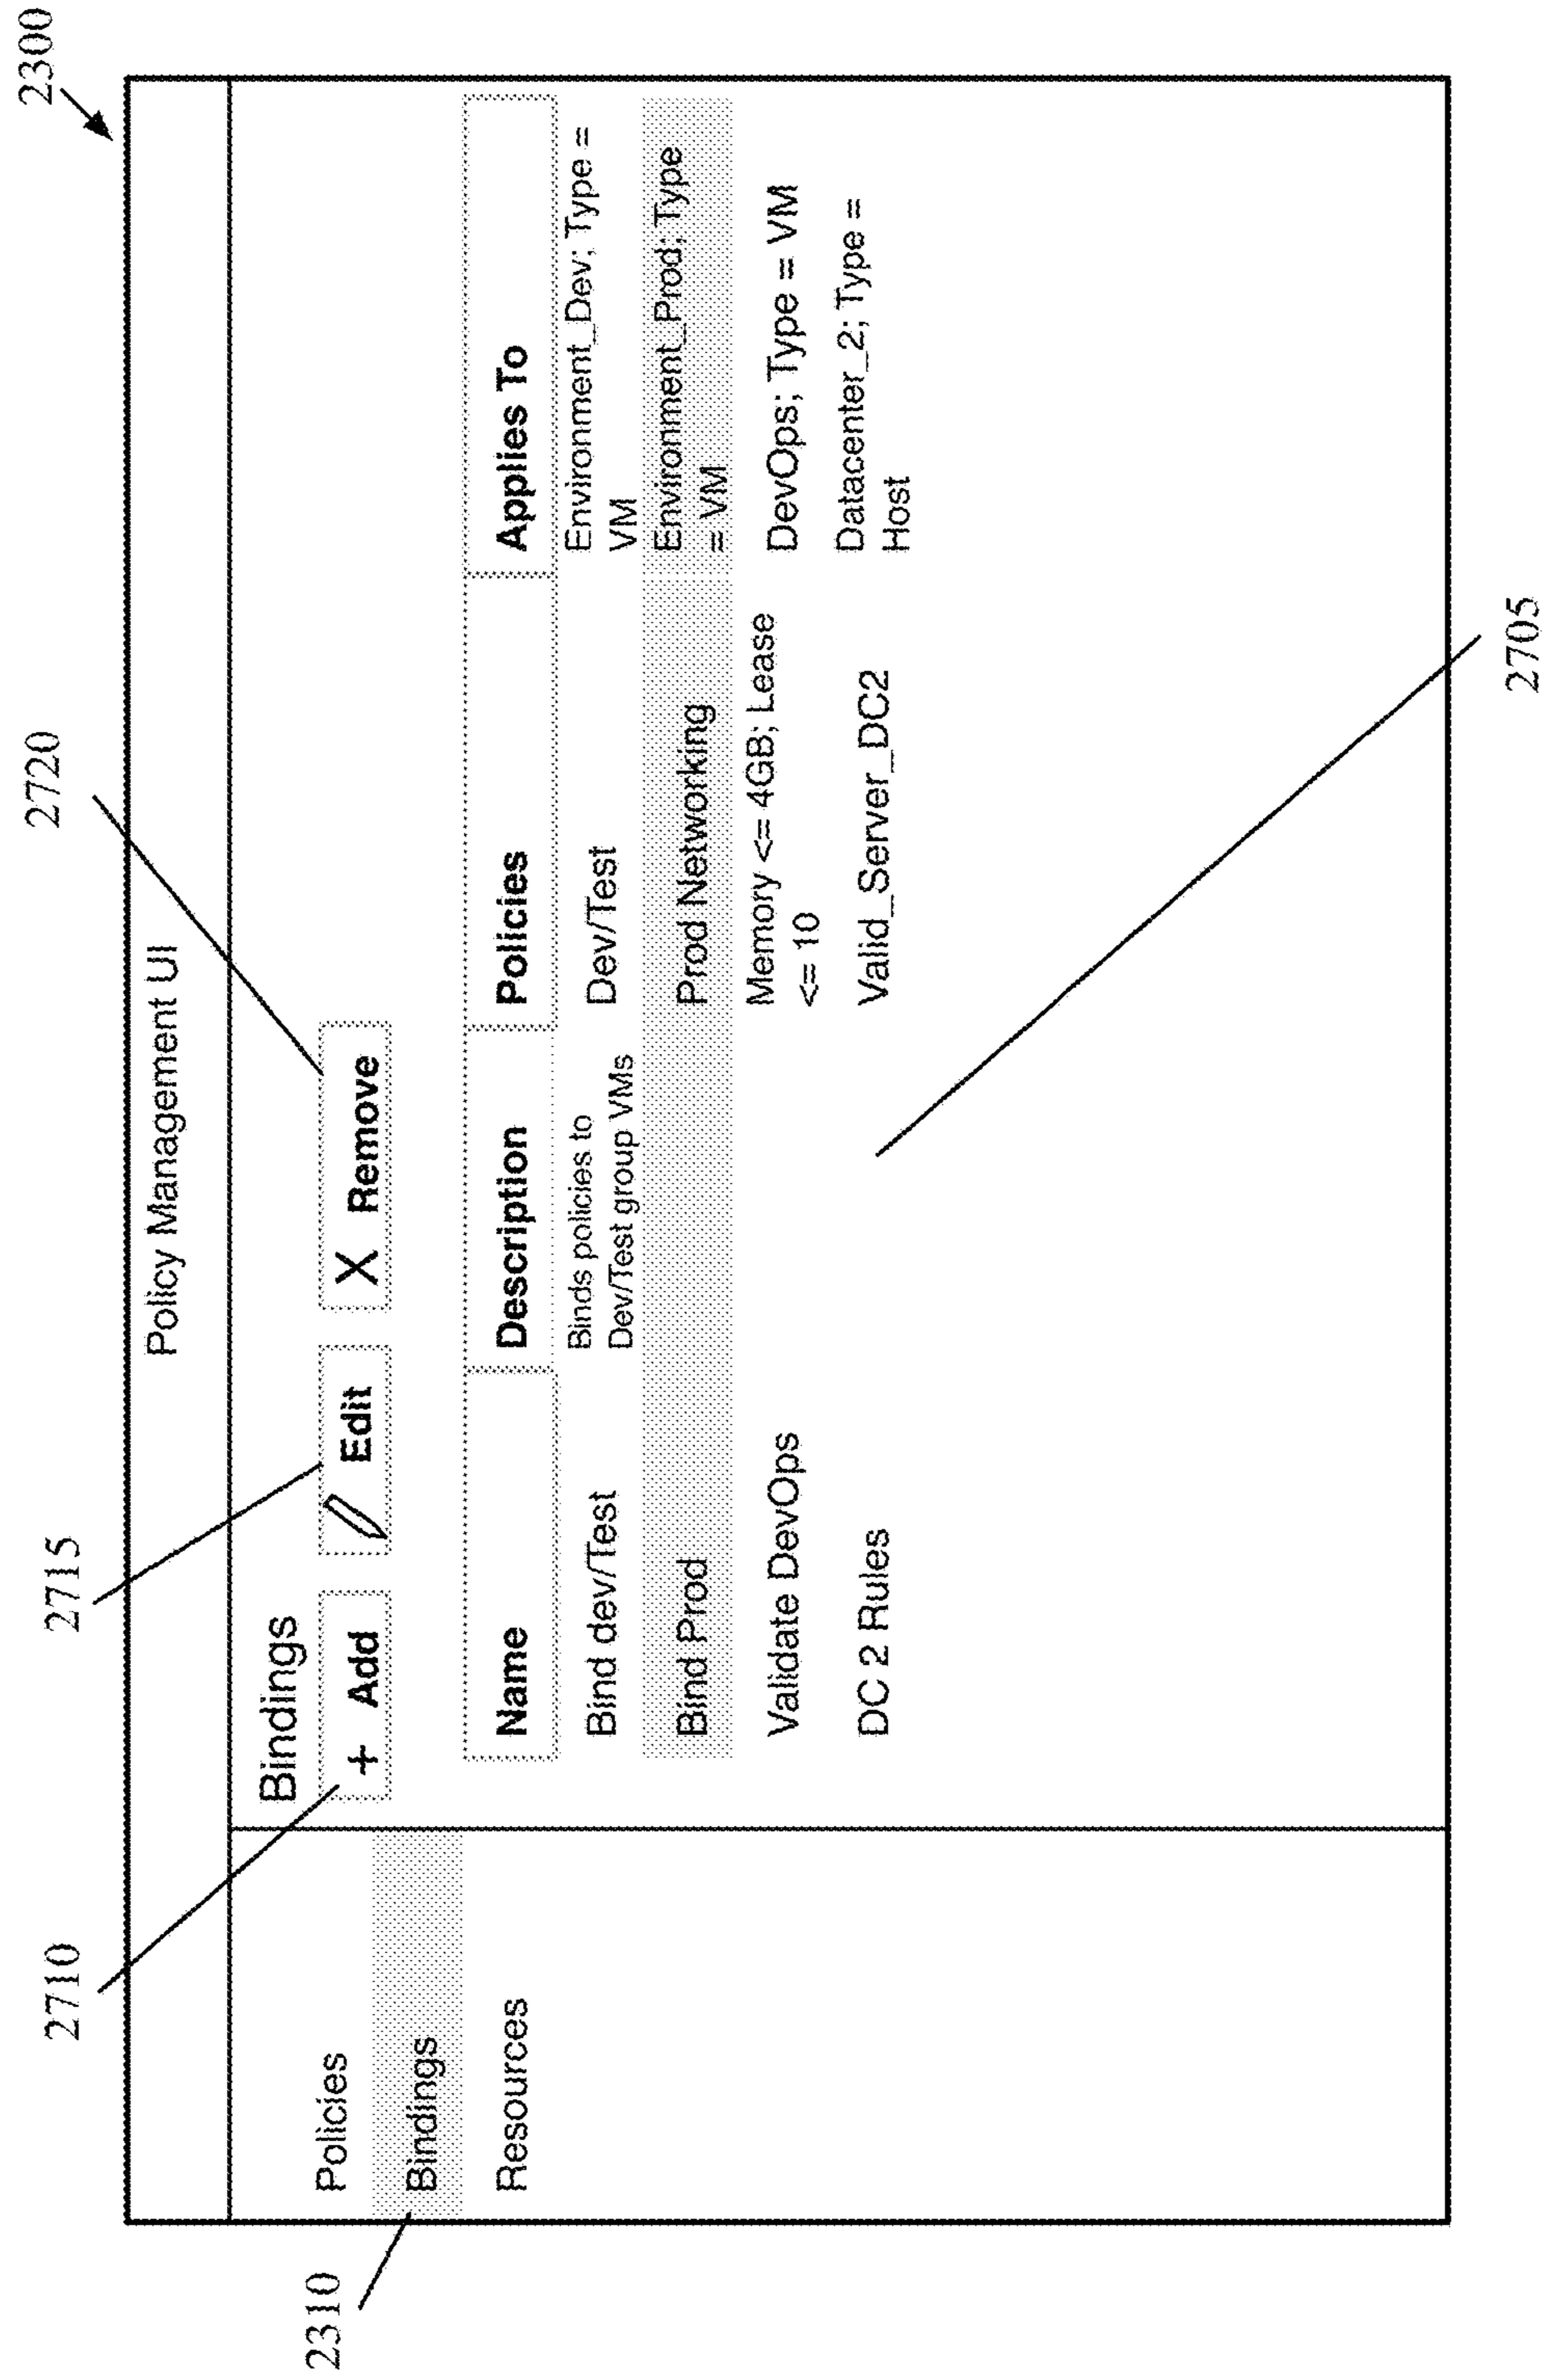 2300
Policy Management UI
2310
Policies
Bindings
Resources
Bindings
2710
2715
2720
+ Add
Edit
X Remove
Name
Description
Policies
Applies To
Bind dev/Test
Binds policies to
Dev/Test group VMs
Dev/Test
Environment_Dev; Type =
VM
Bind Prod
Prod Networking
Environment_Prod; Type
= VM
Validate DevOps
Memory <= 4GB; Lease
<= 10
DevOps; Type = VM
DC 2 Rules
Valid_Server_DC2
Datacenter_2; Type =
Host
2705